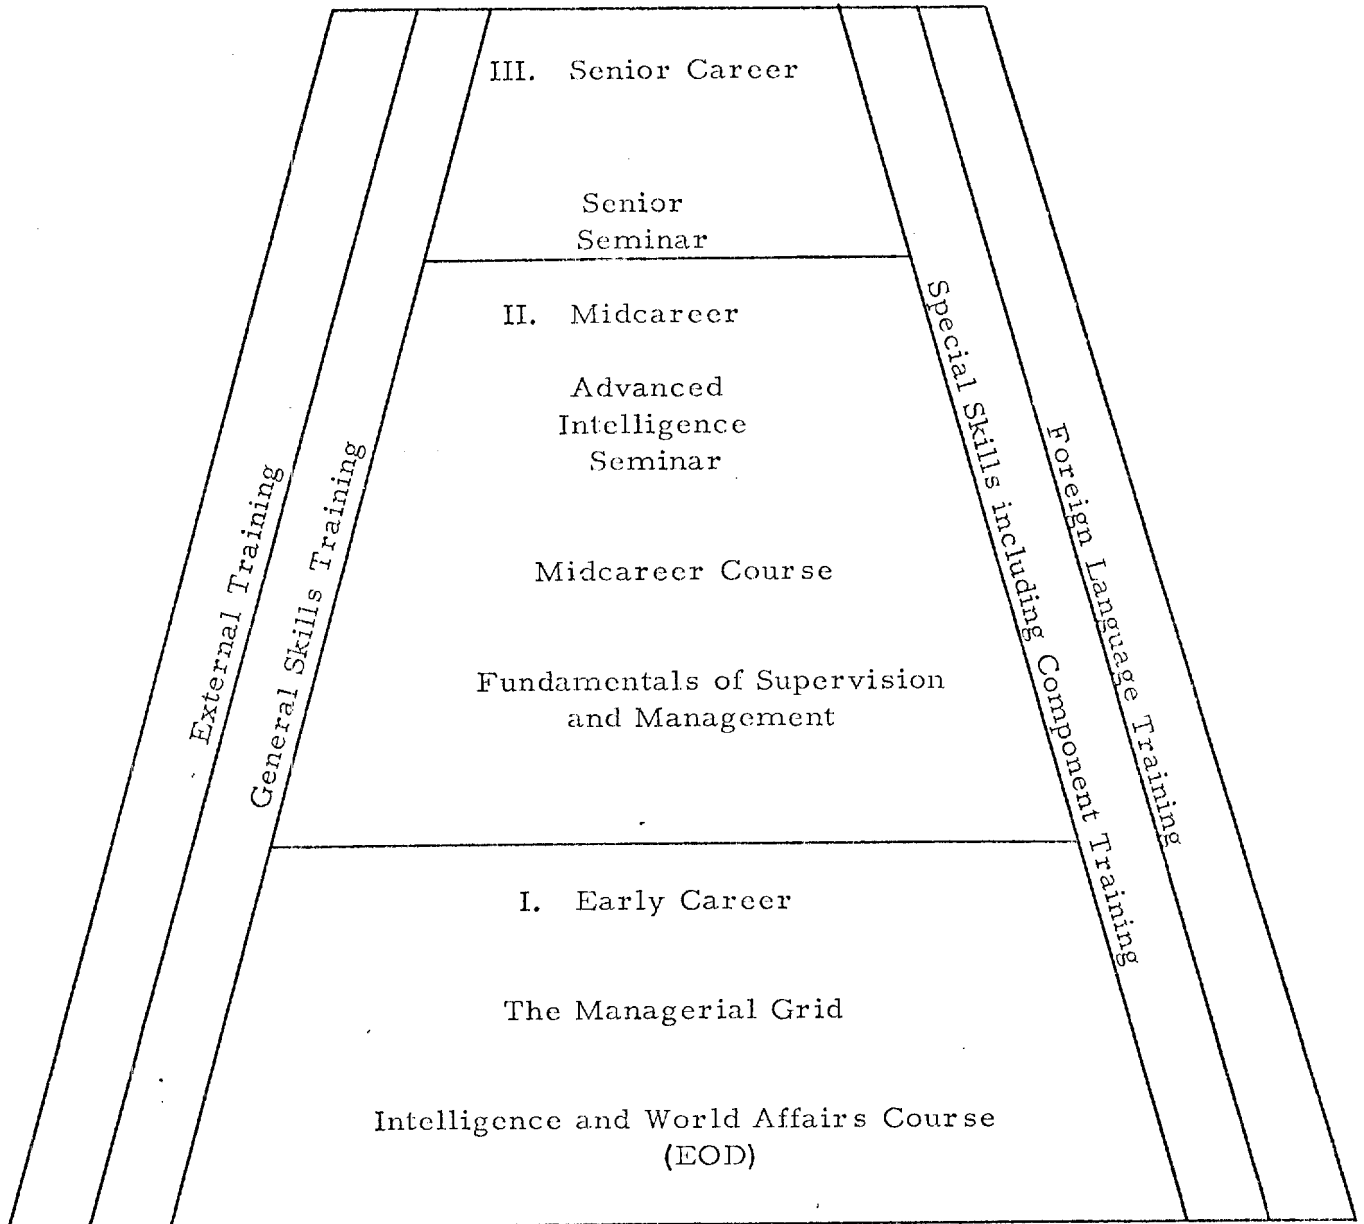 III. Senior Career
Senior
Seminar
II. Midcareer
Advanced
Intelligence
Seminar
Midcareer Course
Fundamentals of Supervision
and Management
I. Early Career
The Managerial Grid
Intelligence and World Affairs Course
(EOD)
External Training
General Skills Training
Special Skills including Component Training
Foreign Language Training